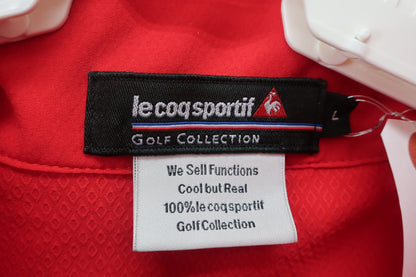 le coq sportif
GOLF COLLECTION
L
We Sell Functions
Cool but Real
100% le coq sportif
Golf Collection